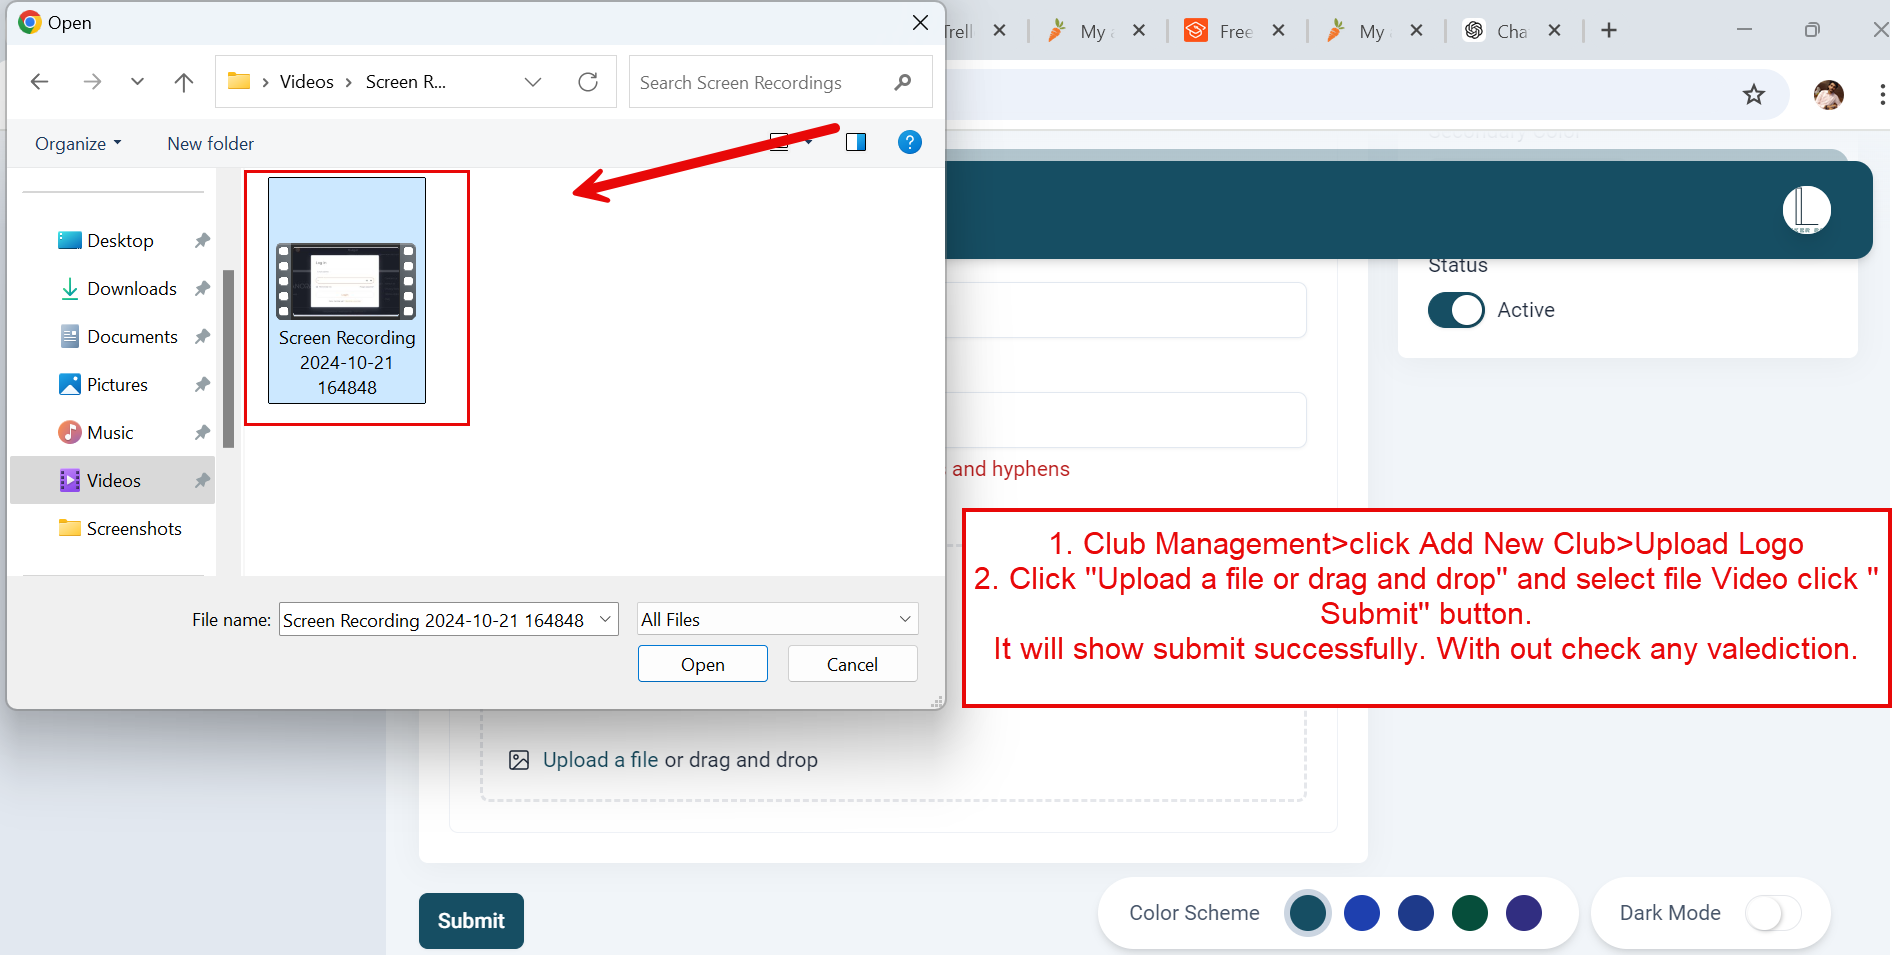 Open
Trell
My
Free
My
Cha
Videos
Screen R...
Search Screen Recordings
Organize
New folder
Secondary Color
Desktop
Downloads
Documents
Pictures
Music
Videos
Screenshots
Screen Recording
2024-10-21
164848
Status
Active
and hyphens
1. Club Management>click Add New Club>Upload Logo
2. Click "Upload a file or drag and drop" and select file Video click "
Submit" button.
It will show submit successfully. With out check any valediction.
File name:
Screen Recording 2024-10-21 164848
All Files
Open
Cancel
Upload a file or drag and drop
Submit
Color Scheme
Dark Mode